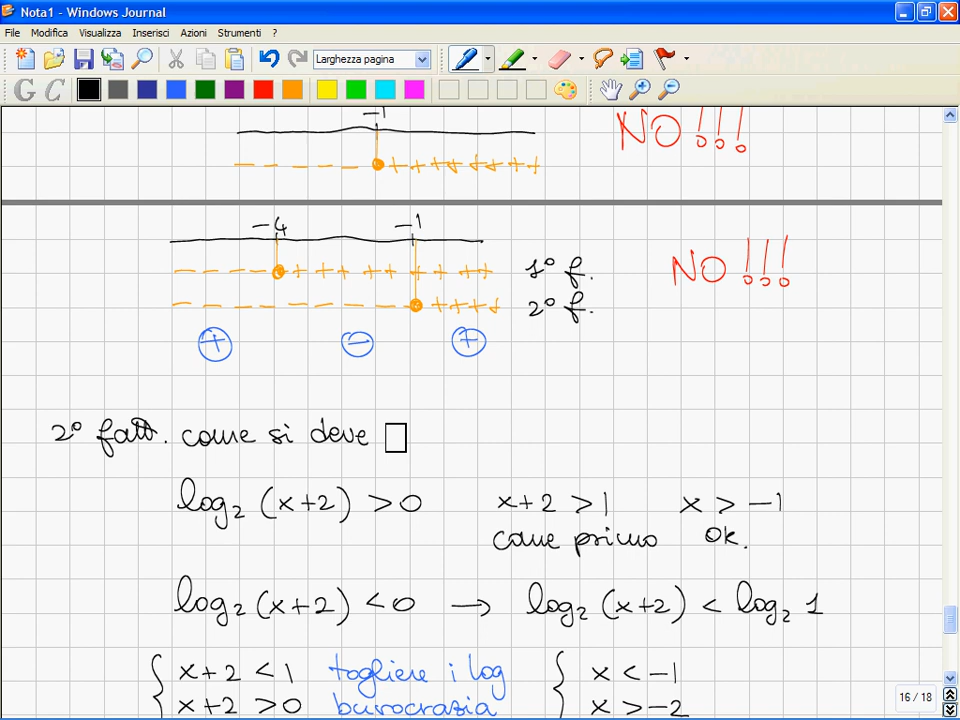 Nota1 - Windows Journal
File Modifica Visualizza Inserisci Azioni Strumenti ?
Larghezza pagina
G C
-1
NO!!!
- - - - - - + + + + + + + +
-4 -1
- - - - + + + + + + + + + 1° f.
NO!!!
- - - - - - - - + + + + 2° f.
+ - +
2° fatt. come si deve □
log₂ (x+2) > 0 x+2 > 1 x > -1
come primo ok.
log₂ (x+2) < 0 → log₂ (x+2) < log₂ 1
{ x+2 < 1 togliere i log { x < -1
x+2 > 0 burocrazia x > -2
16 / 18